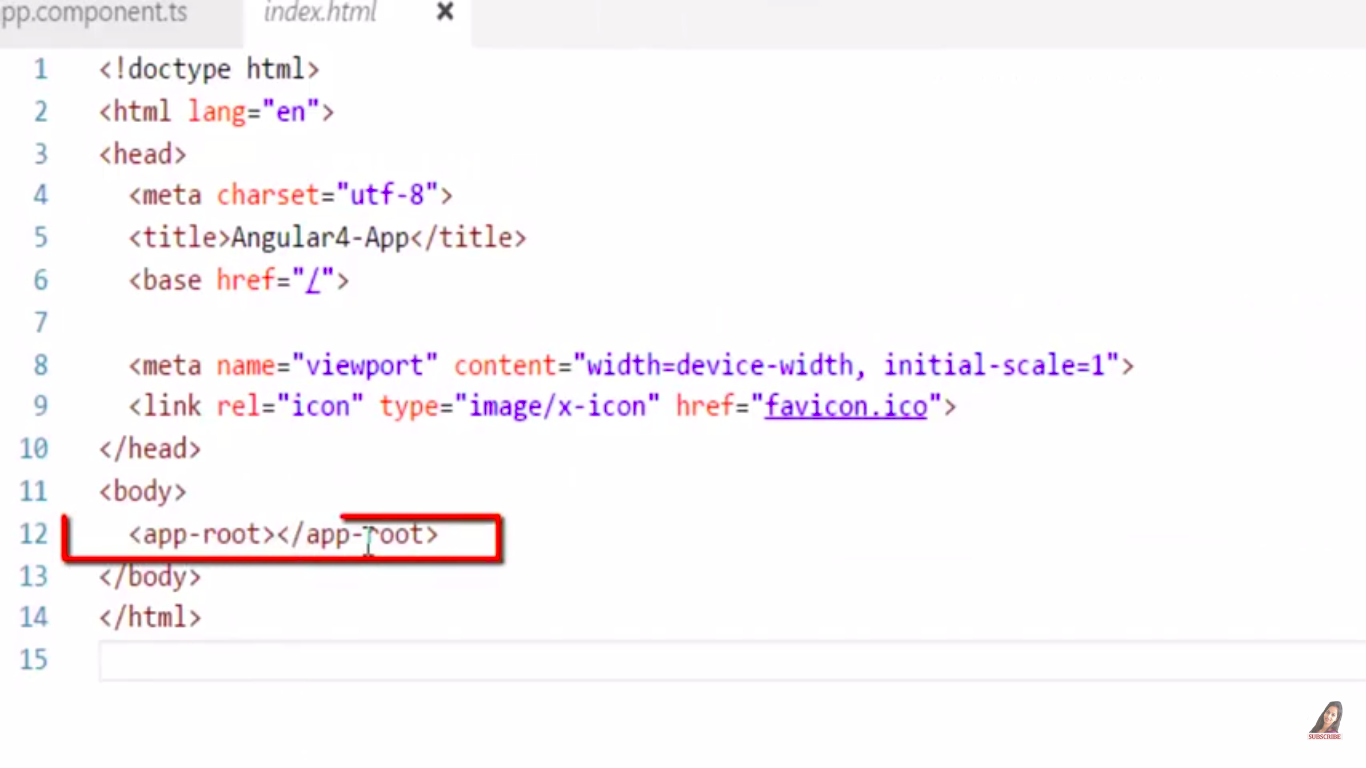 pp.component.ts
index.html
1 <!doctype html>
2 <html lang="en">
3 <head>
4 <meta charset="utf-8">
5 <title>Angular4-App</title>
6 <base href="/">
7
8 <meta name="viewport" content="width=device-width, initial-scale=1">
9 <link rel="icon" type="image/x-icon" href="favicon.ico">
10 </head>
11 <body>
12 <app-root></app-root>
13 </body>
14 </html>
15
SUBSCRIBE